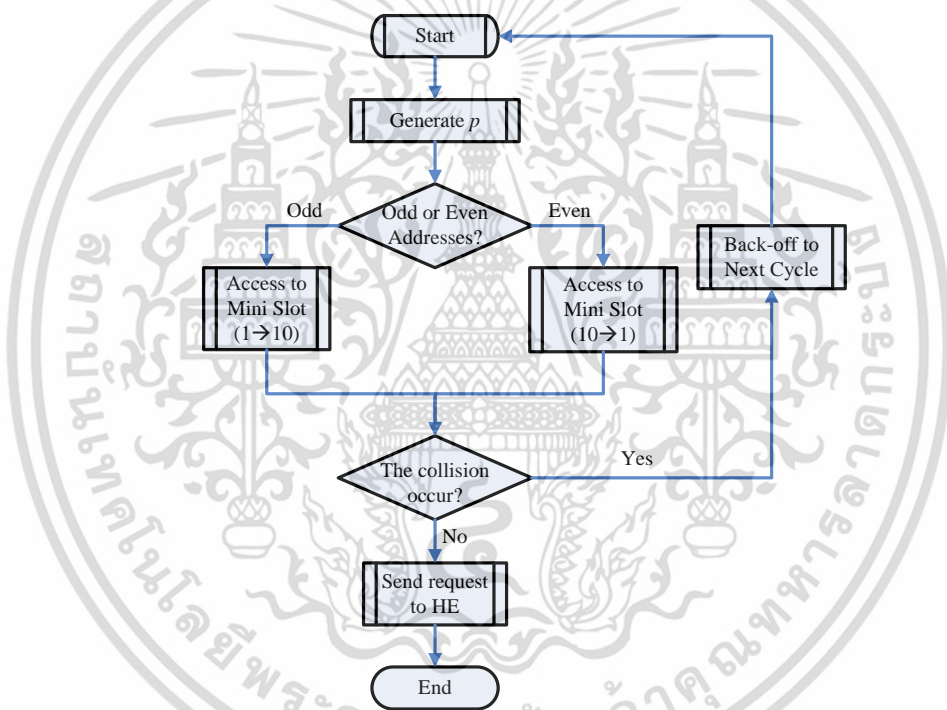 Start
Generate p
Odd or Even
Addresses?
Odd
Even
Access to
Mini Slot
(1→10)
Access to
Mini Slot
(10→1)
Back-off to
Next Cycle
The collision
occur?
Yes
No
Send request
to HE
End